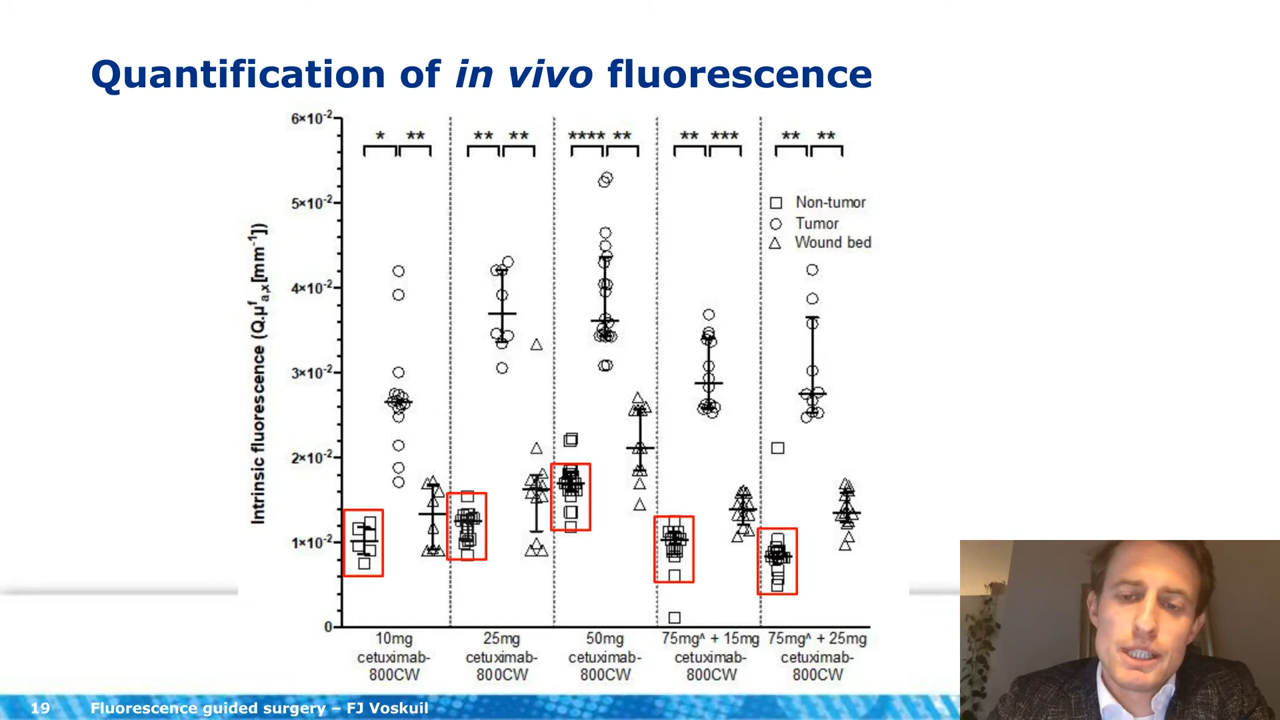 Quantification of in vivo fluorescence
6×10⁻²
5×10⁻²
4×10⁻²
3×10⁻²
2×10⁻²
1×10⁻²
0
Intrinsic fluorescence (Q.μᶠa,x[mm⁻¹])
* ** ** ** **** ** ** *** ** **
Non-tumor
Tumor
Wound bed
10mg
cetuximab-
800CW
25mg
cetuximab-
800CW
50mg
cetuximab-
800CW
75mg^ + 15mg
cetuximab-
800CW
75mg^ + 25mg
cetuximab-
800CW
19 Fluorescence guided surgery – FJ Voskuil